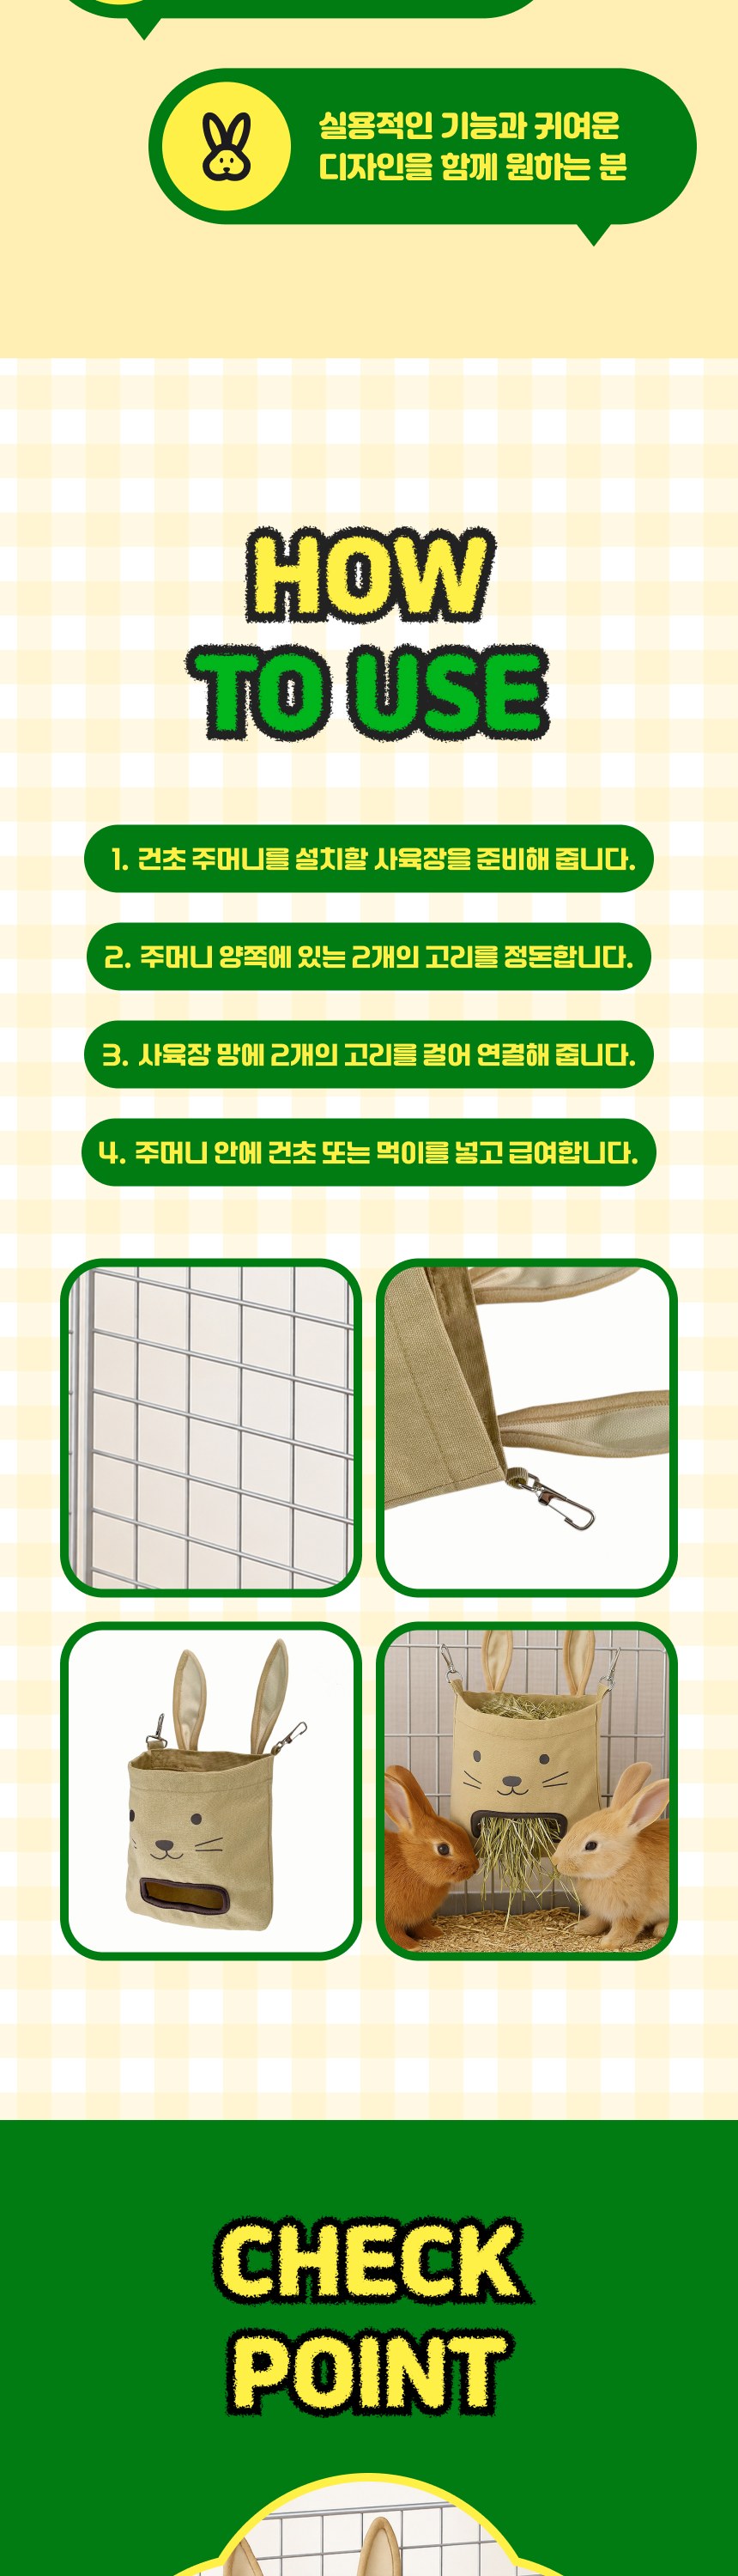 실용적인 기능과 귀여운
디자인을 함께 원하는 분
HOW
TO USE
1. 건초 주머니를 설치할 사육장을 준비해 줍니다.
2. 주머니 양쪽에 있는 2개의 고리를 정돈합니다.
3. 사육장 망에 2개의 고리를 걸어 연결해 줍니다.
4. 주머니 안에 건초 또는 먹이를 넣고 급여합니다.
CHECK
POINT